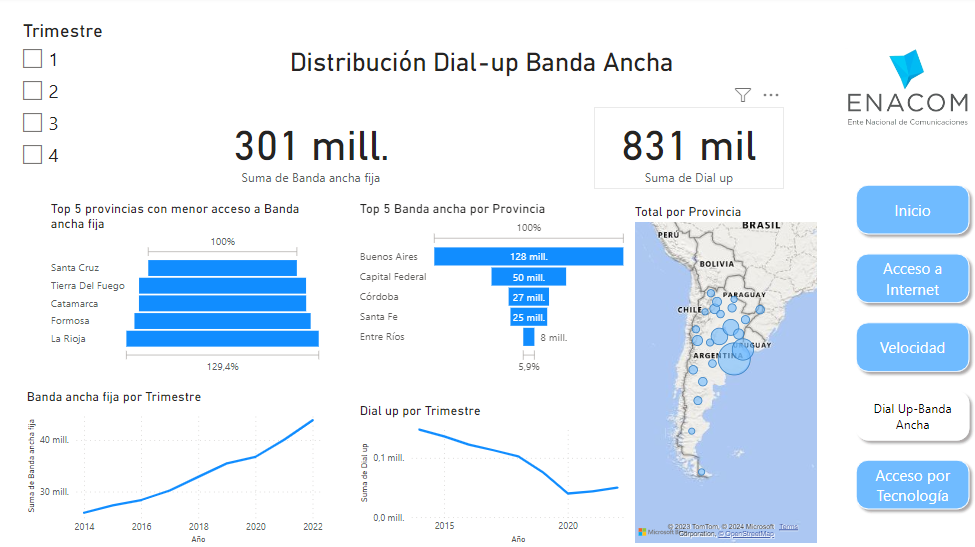 Trimestre
1
2
3
4
Distribución Dial-up Banda Ancha
301 mill.
Suma de Banda ancha fija
831 mil
Suma de Dial up
ENACOM
Ente Nacional de Comunicaciones
Inicio
Acceso a
Internet
Velocidad
Dial Up-Banda
Ancha
Acceso por
Tecnología
Top 5 provincias con menor acceso a Banda
ancha fija
100%
Santa Cruz
Tierra Del Fuego
Catamarca
Formosa
La Rioja
129,4%
Top 5 Banda ancha por Provincia
100%
Buenos Aires
128 mill.
Capital Federal
50 mill.
Córdoba
27 mill.
Santa Fe
25 mill.
Entre Ríos
8 mill.
5,9%
Total por Provincia
BRASIL
PERÚ
BOLIVIA
PARAGUAY
CHILE
URUGUAY
ARGENTINA
Microsoft
© 2023 TomTom, © 2024 Microsoft
Corporation, © OpenStreetMap
Terms
Banda ancha fija por Trimestre
Suma de Banda ancha fija
40 mill.
30 mill.
2014
2016
2018
2020
2022
Año
Dial up por Trimestre
Suma de Dial up
0,1 mill.
0,0 mill.
2015
2020
Año